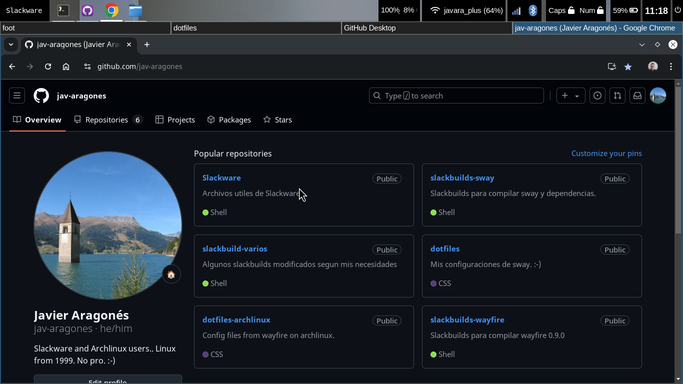 Slackware
100% 8%
javara_plus (64%)
Caps
Num
59%
11:18
foot
dotfiles
GitHub Desktop
jav-aragones (Javier Aragonés) - Google Chrome
jav-aragones (Javier Ara
github.com/jav-aragones
jav-aragones
Type / to search
Overview
Repositories 6
Projects
Packages
Stars
Popular repositories
Customize your pins
Slackware
Public
Archivos utiles de Slackware
Shell
slackbuilds-sway
Public
Slackbuilds para compilar sway y dependencias.
Shell
slackbuild-varios
Public
Algunos slackbuilds modificados segun mis necesidades
Shell
dotfiles
Public
Mis configuraciones de sway. :-)
CSS
dotfiles-archlinux
Public
Config files from wayfire on archlinux.
CSS
slackbuilds-wayfire
Public
Slackbuilds para compilar wayfire 0.9.0
Shell
Javier Aragonés
jav-aragones · he/him
Slackware and Archlinux users.. Linux
from 1999. No pro. :-)
Edit profile